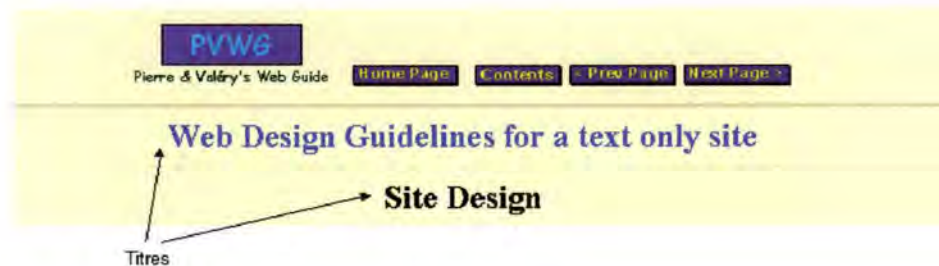 PVWG
Pierre & Valéry's Web Guide
Home Page Contents < Prev Page Next Page >
Web Design Guidelines for a text only site
Site Design
Titres